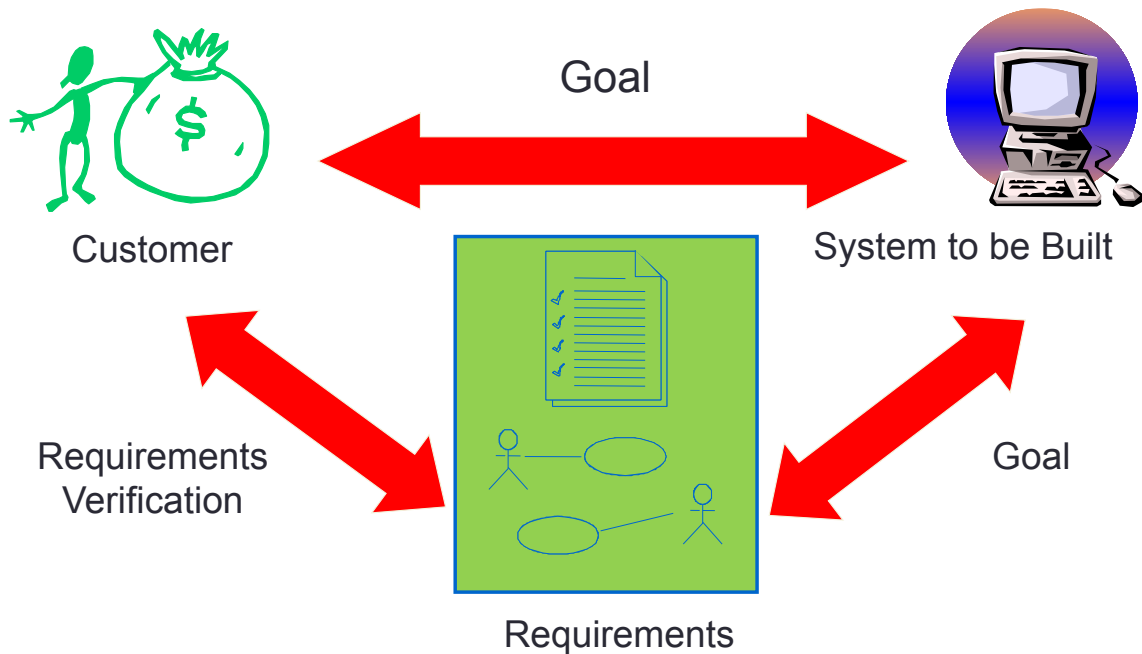 Goal
$
Customer
System to be Built
Requirements
Verification
Goal
Requirements